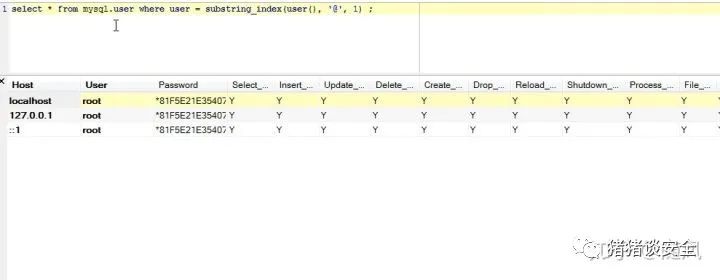 1 select * from mysql.user where user = substring_index(user(), '@', 1) ;
Host User Password Select_... Insert_... Update_... Delete_... Create_... Drop_... Reload_... Shutdown_... Process_... File_...
localhost root *81F5E21E35407 Y Y Y Y Y Y Y Y Y Y
127.0.0.1 root *81F5E21E35407 Y Y Y Y Y Y Y Y Y Y
::1 root *81F5E21E35407 Y Y Y Y Y Y Y Y Y Y
猪猪谈安全